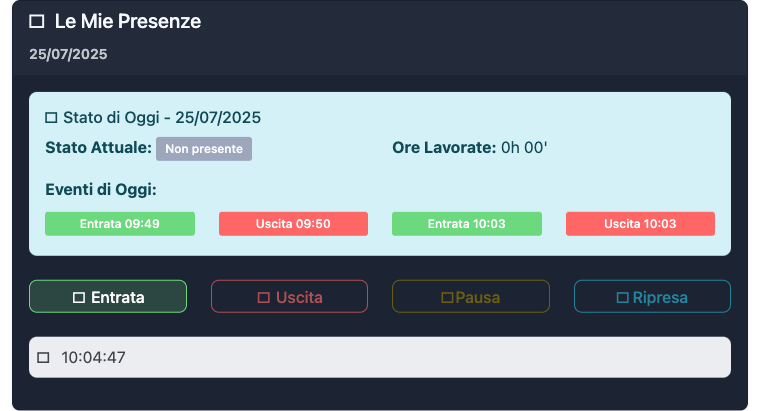 Le Mie Presenze
25/07/2025
Stato di Oggi - 25/07/2025
Stato Attuale: Non presente
Ore Lavorate: 0h 00'
Eventi di Oggi:
Entrata 09:49
Uscita 09:50
Entrata 10:03
Uscita 10:03
Entrata
Uscita
Pausa
Ripresa
10:04:47